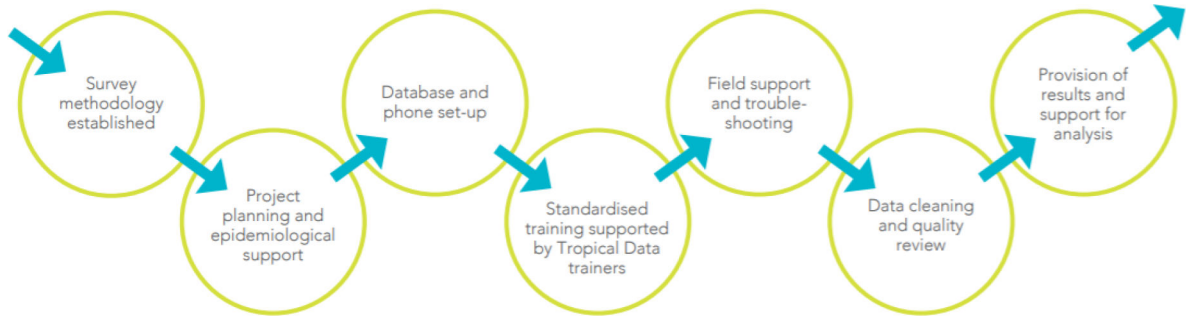 Survey
methodology
established
Project
planning and
epidemiological
support
Database and
phone set-up
Standardised
training supported
by Tropical Data
trainers
Field support
and trouble-
shooting
Data cleaning
and quality
review
Provision of
results and
support for
analysis